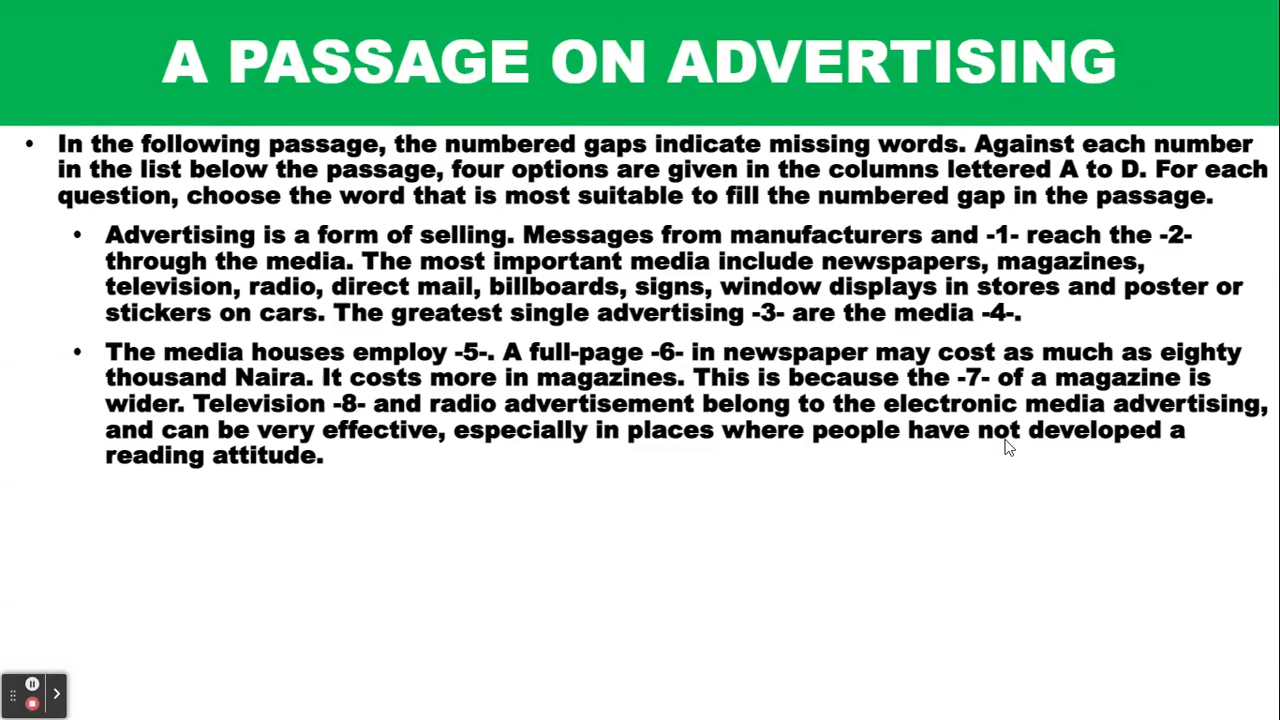 A PASSAGE ON ADVERTISING
• In the following passage, the numbered gaps indicate missing words. Against each number
in the list below the passage, four options are given in the columns lettered A to D. For each
question, choose the word that is most suitable to fill the numbered gap in the passage.
• Advertising is a form of selling. Messages from manufacturers and -1- reach the -2-
through the media. The most important media include newspapers, magazines,
television, radio, direct mail, billboards, signs, window displays in stores and poster or
stickers on cars. The greatest single advertising -3- are the media -4-.
• The media houses employ -5-. A full-page -6- in newspaper may cost as much as eighty
thousand Naira. It costs more in magazines. This is because the -7- of a magazine is
wider. Television -8- and radio advertisement belong to the electronic media advertising,
and can be very effective, especially in places where people have not developed a
reading attitude.